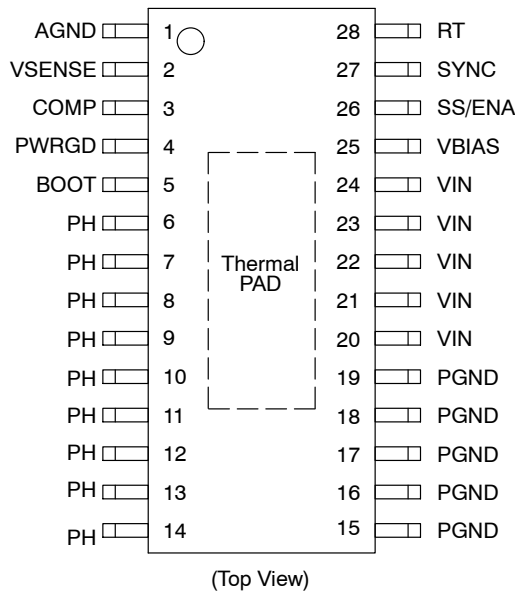 AGND 1 28 RT
VSENSE 2 27 SYNC
COMP 3 26 SS/ENA
PWRGD 4 25 VBIAS
BOOT 5 24 VIN
PH 6 23 VIN
PH 7 22 VIN
PH 8 21 VIN
PH 9 20 VIN
PH 10 19 PGND
PH 11 18 PGND
PH 12 17 PGND
PH 13 16 PGND
PH 14 15 PGND
Thermal
PAD
(Top View)